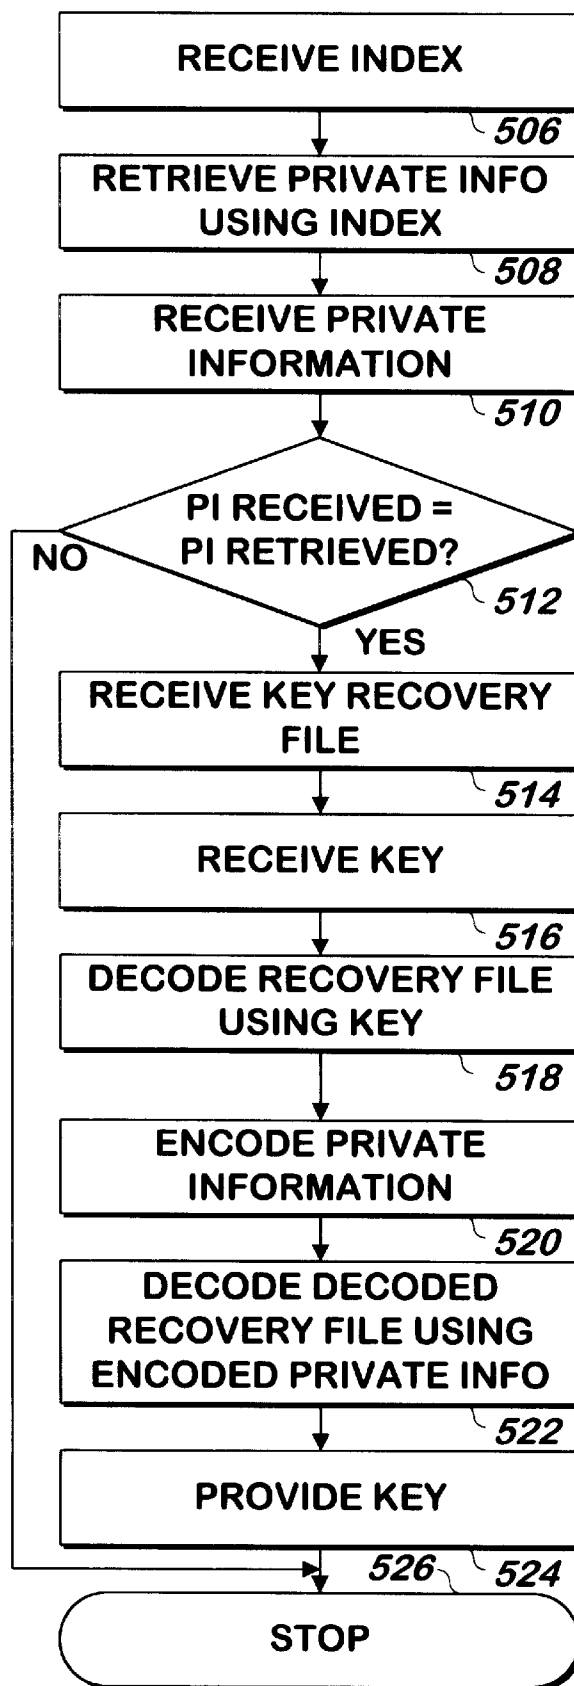 RECEIVE INDEX
506
RETRIEVE PRIVATE INFO
USING INDEX
508
RECEIVE PRIVATE
INFORMATION
510
PI RECEIVED =
PI RETRIEVED?
NO
512
YES
RECEIVE KEY RECOVERY
FILE
514
RECEIVE KEY
516
DECODE RECOVERY FILE
USING KEY
518
ENCODE PRIVATE
INFORMATION
520
DECODE DECODED
RECOVERY FILE USING
ENCODED PRIVATE INFO
522
PROVIDE KEY
524
526
STOP